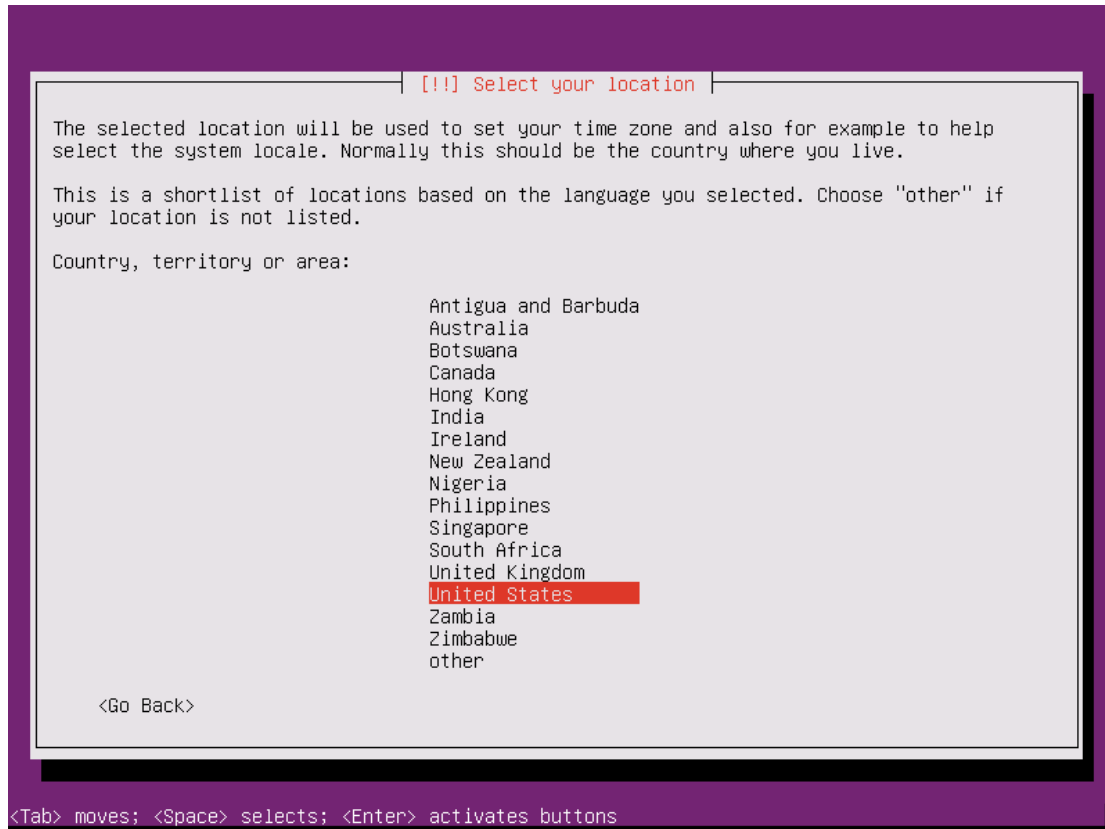 [!!] Select your location
The selected location will be used to set your time zone and also for example to help
select the system locale. Normally this should be the country where you live.
This is a shortlist of locations based on the language you selected. Choose "other" if
your location is not listed.
Country, territory or area:
Antigua and Barbuda
Australia
Botswana
Canada
Hong Kong
India
Ireland
New Zealand
Nigeria
Philippines
Singapore
South Africa
United Kingdom
United States
Zambia
Zimbabwe
other
<Go Back>
<Tab> moves; <Space> selects; <Enter> activates buttons